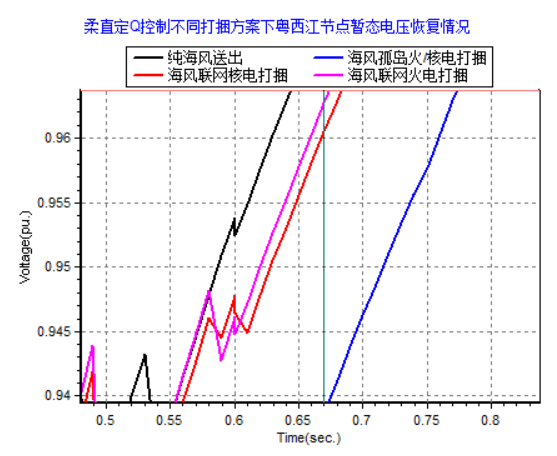 柔直定Q控制不同打捆方案下粤西江节点暂态电压恢复情况
纯海风送出 海风孤岛火/核电打捆
海风联网核电打捆 海风联网火电打捆
Voltage(pu.)
0.96
0.955
0.95
0.945
0.94
0.5 0.55 0.6 0.65 0.7 0.75 0.8
Time(sec.)